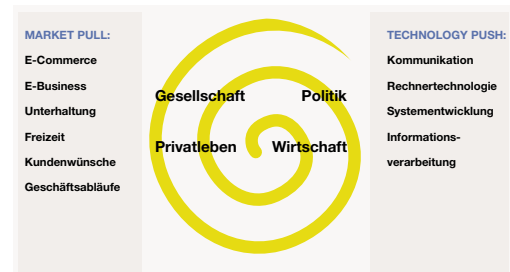 MARKET PULL:
E-Commerce
E-Business
Unterhaltung
Freizeit
Kundenwünsche
Geschäftsabläufe
Gesellschaft Politik
Privatleben Wirtschaft
TECHNOLOGY PUSH:
Kommunikation
Rechnertechnologie
Systementwicklung
Informations-
verarbeitung